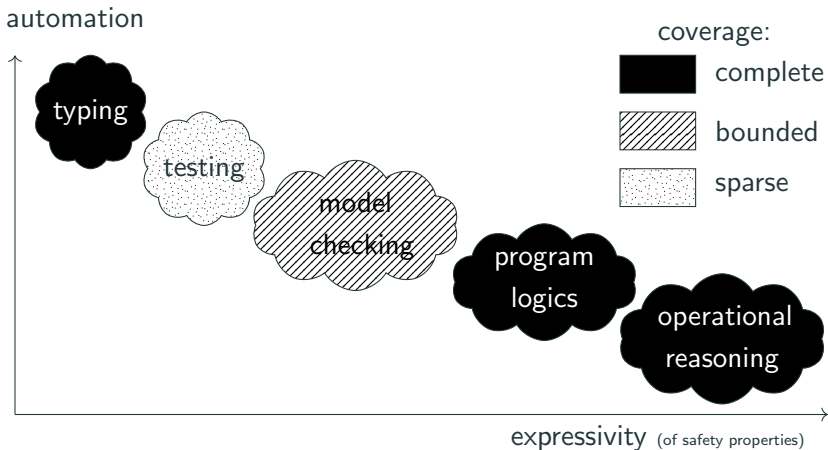 automation
coverage:
complete
bounded
sparse
typing
testing
model
checking
program
logics
operational
reasoning
expressivity (of safety properties)